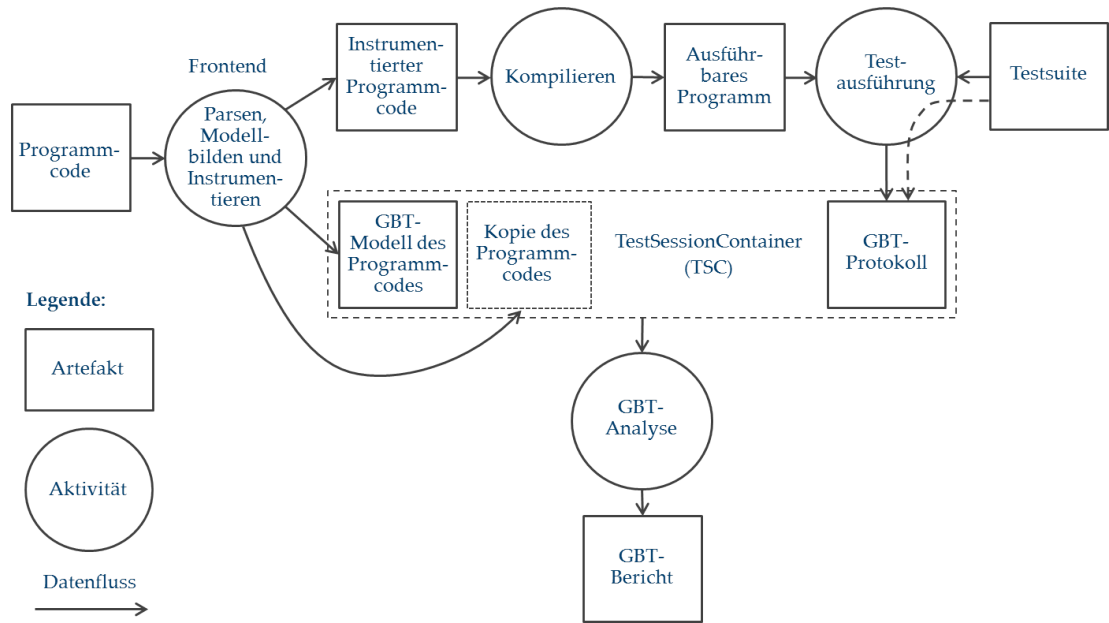 Frontend
Programm-
code
Parsen,
Modell-
bilden und
Instrumen-
tieren
Instrumen-
tierter
Programm-
code
Kompilieren
Ausführ-
bares
Programm
Test-
ausführung
Testsuite
GBT-
Modell des
Programm-
codes
Kopie des
Programm-
codes
TestSessionContainer
(TSC)
GBT-
Protokoll
GBT-
Analyse
GBT-
Bericht
Legende:
Artefakt
Aktivität
Datenfluss